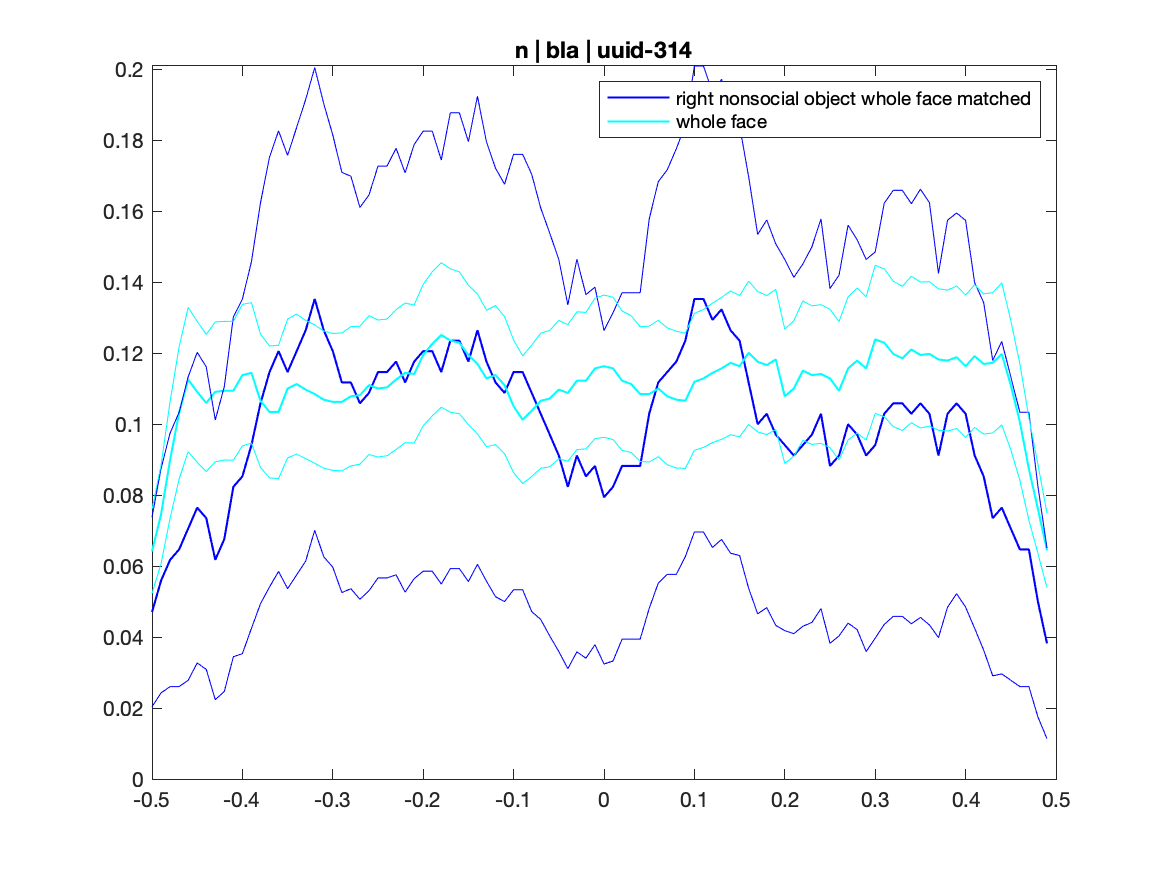 n | bla | uuid-314
right nonsocial object whole face matched
whole face
0.2
0.18
0.16
0.14
0.12
0.1
0.08
0.06
0.04
0.02
0
-0.5 -0.4 -0.3 -0.2 -0.1 0 0.1 0.2 0.3 0.4 0.5